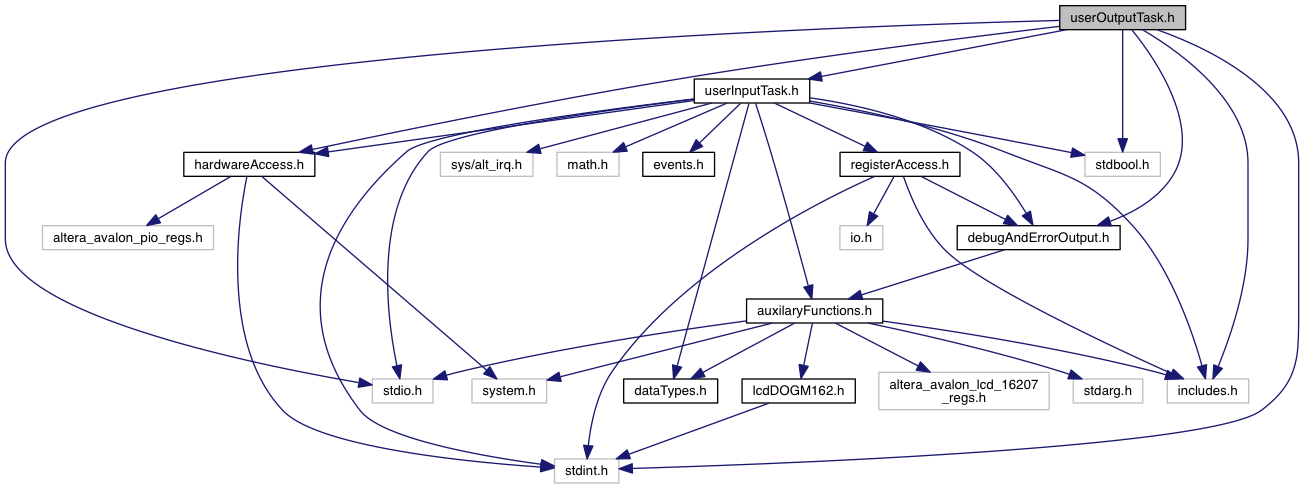 userOutputTask.h
userInputTask.h
hardwareAccess.h
sys/alt_irq.h
math.h
events.h
registerAccess.h
stdbool.h
altera_avalon_pio_regs.h
io.h
debugAndErrorOutput.h
auxilaryFunctions.h
stdio.h
system.h
dataTypes.h
lcdDOGM162.h
altera_avalon_lcd_16207
_regs.h
stdarg.h
includes.h
stdint.h